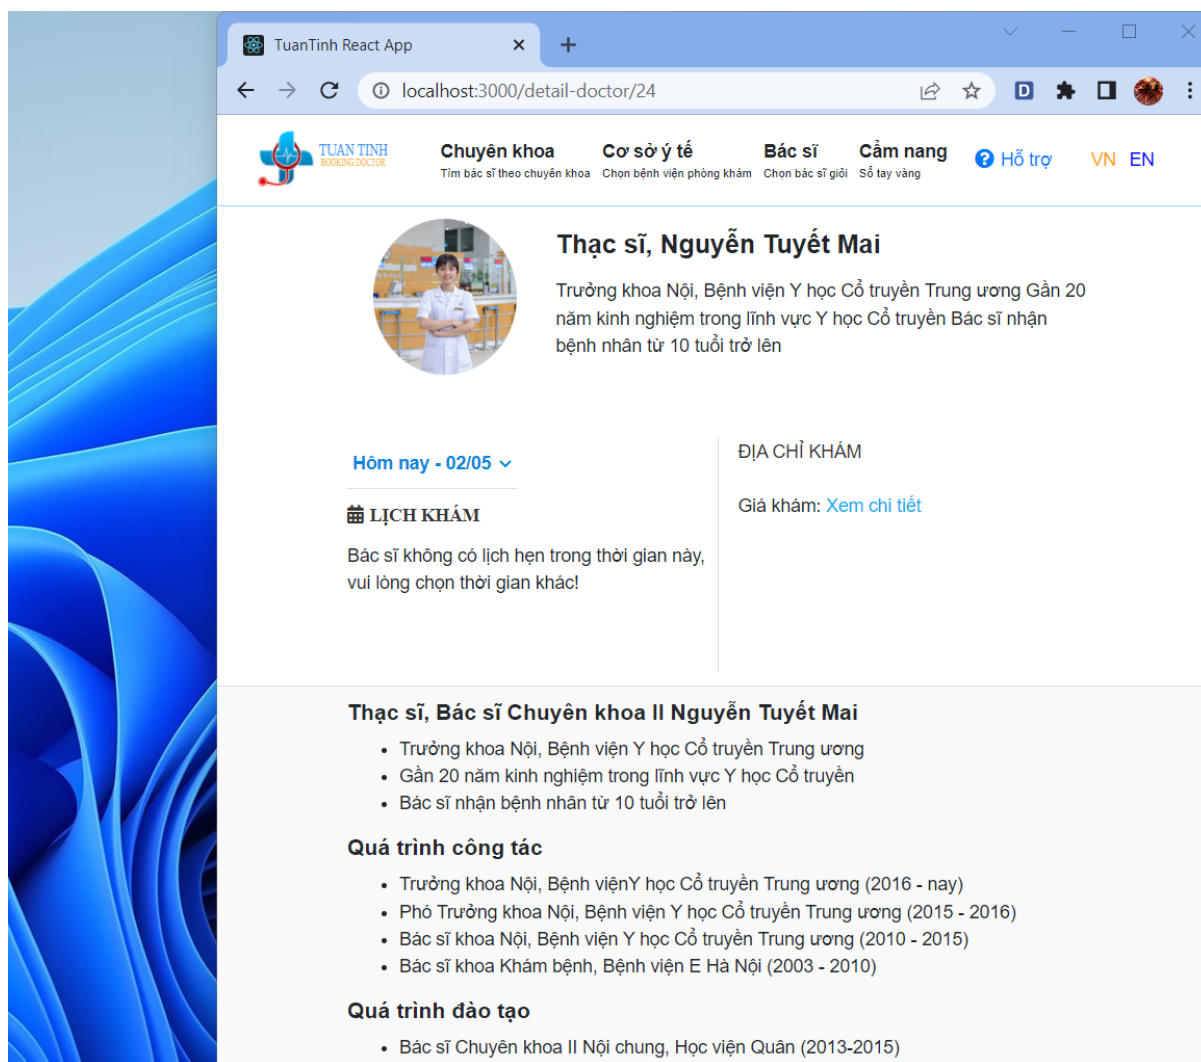 TuanTinh React App
localhost:3000/detail-doctor/24
TUAN TINH
BOOKING DOCTOR
Chuyên khoa
Tìm bác sĩ theo chuyên khoa
Cơ sở y tế
Chọn bệnh viện phòng khám
Bác sĩ
Chọn bác sĩ giỏi
Cẩm nang
Sổ tay vàng
Hỗ trợ
VN EN
Thạc sĩ, Nguyễn Tuyết Mai
Trưởng khoa Nội, Bệnh viện Y học Cổ truyền Trung ương Gần 20
năm kinh nghiệm trong lĩnh vực Y học Cổ truyền Bác sĩ nhận
bệnh nhân từ 10 tuổi trở lên
Hôm nay - 02/05
LỊCH KHÁM
Bác sĩ không có lịch hẹn trong thời gian này,
vui lòng chọn thời gian khác!
ĐỊA CHỈ KHÁM
Giá khám: Xem chi tiết
Thạc sĩ, Bác sĩ Chuyên khoa II Nguyễn Tuyết Mai
• Trưởng khoa Nội, Bệnh viện Y học Cổ truyền Trung ương
• Gần 20 năm kinh nghiệm trong lĩnh vực Y học Cổ truyền
• Bác sĩ nhận bệnh nhân từ 10 tuổi trở lên
Quá trình công tác
• Trưởng khoa Nội, Bệnh việnY học Cổ truyền Trung ương (2016 - nay)
• Phó Trưởng khoa Nội, Bệnh viện Y học Cổ truyền Trung ương (2015 - 2016)
• Bác sĩ khoa Nội, Bệnh viện Y học Cổ truyền Trung ương (2010 - 2015)
• Bác sĩ khoa Khám bệnh, Bệnh viện E Hà Nội (2003 - 2010)
Quá trình đào tạo
• Bác sĩ Chuyên khoa II Nội chung, Học viện Quân (2013-2015)